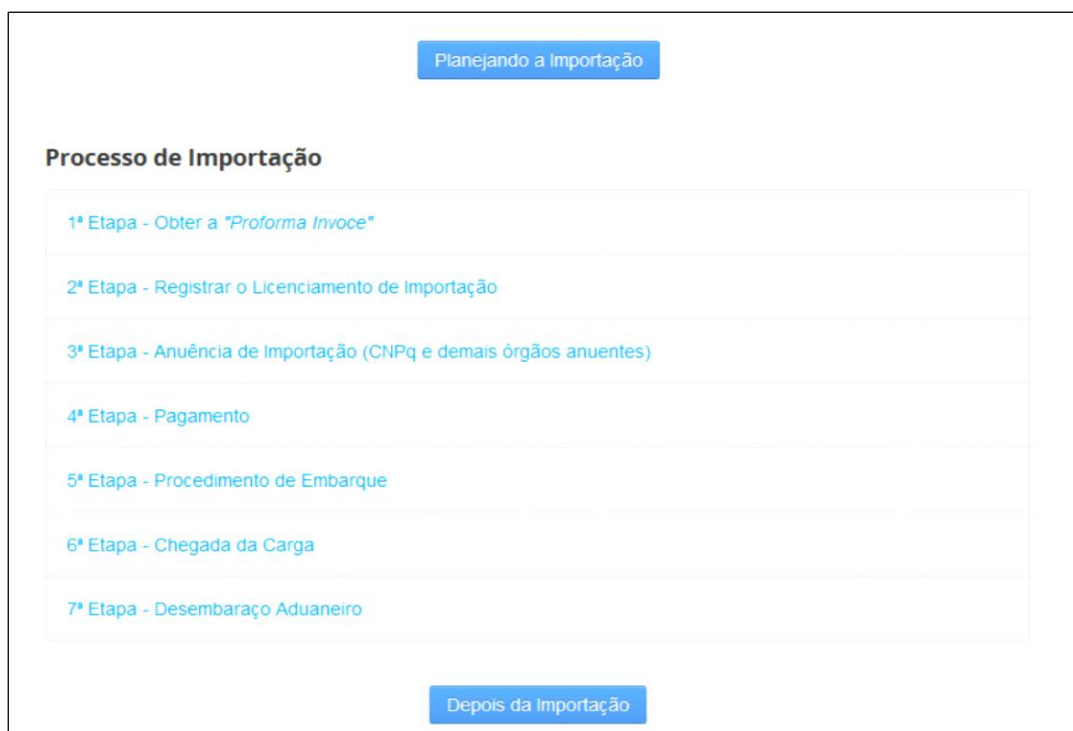 Planejando a Importação
Processo de Importação
1ª Etapa - Obter a "Proforma Invoce"
2ª Etapa - Registrar o Licenciamento de Importação
3ª Etapa - Anuência de Importação (CNPq e demais órgãos anuentes)
4ª Etapa - Pagamento
5ª Etapa - Procedimento de Embarque
6ª Etapa - Chegada da Carga
7ª Etapa - Desembaraço Aduaneiro
Depois da Importação